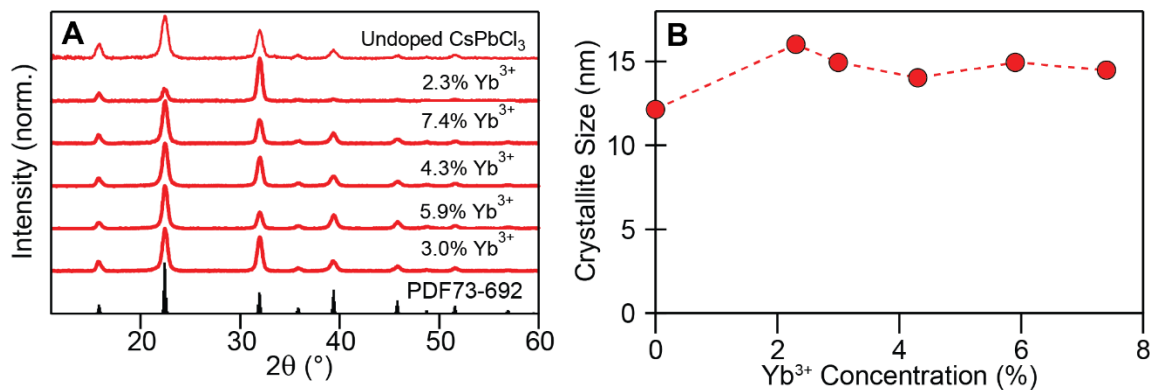 A
Undoped CsPbCl₃
2.3% Yb³⁺
7.4% Yb³⁺
4.3% Yb³⁺
5.9% Yb³⁺
3.0% Yb³⁺
PDF73-692
Intensity (norm.)
20 30 40 50 60
2θ (°)
B
15
10
5
0
Crystallite Size (nm)
0 2 4 6 8
Yb³⁺ Concentration (%)